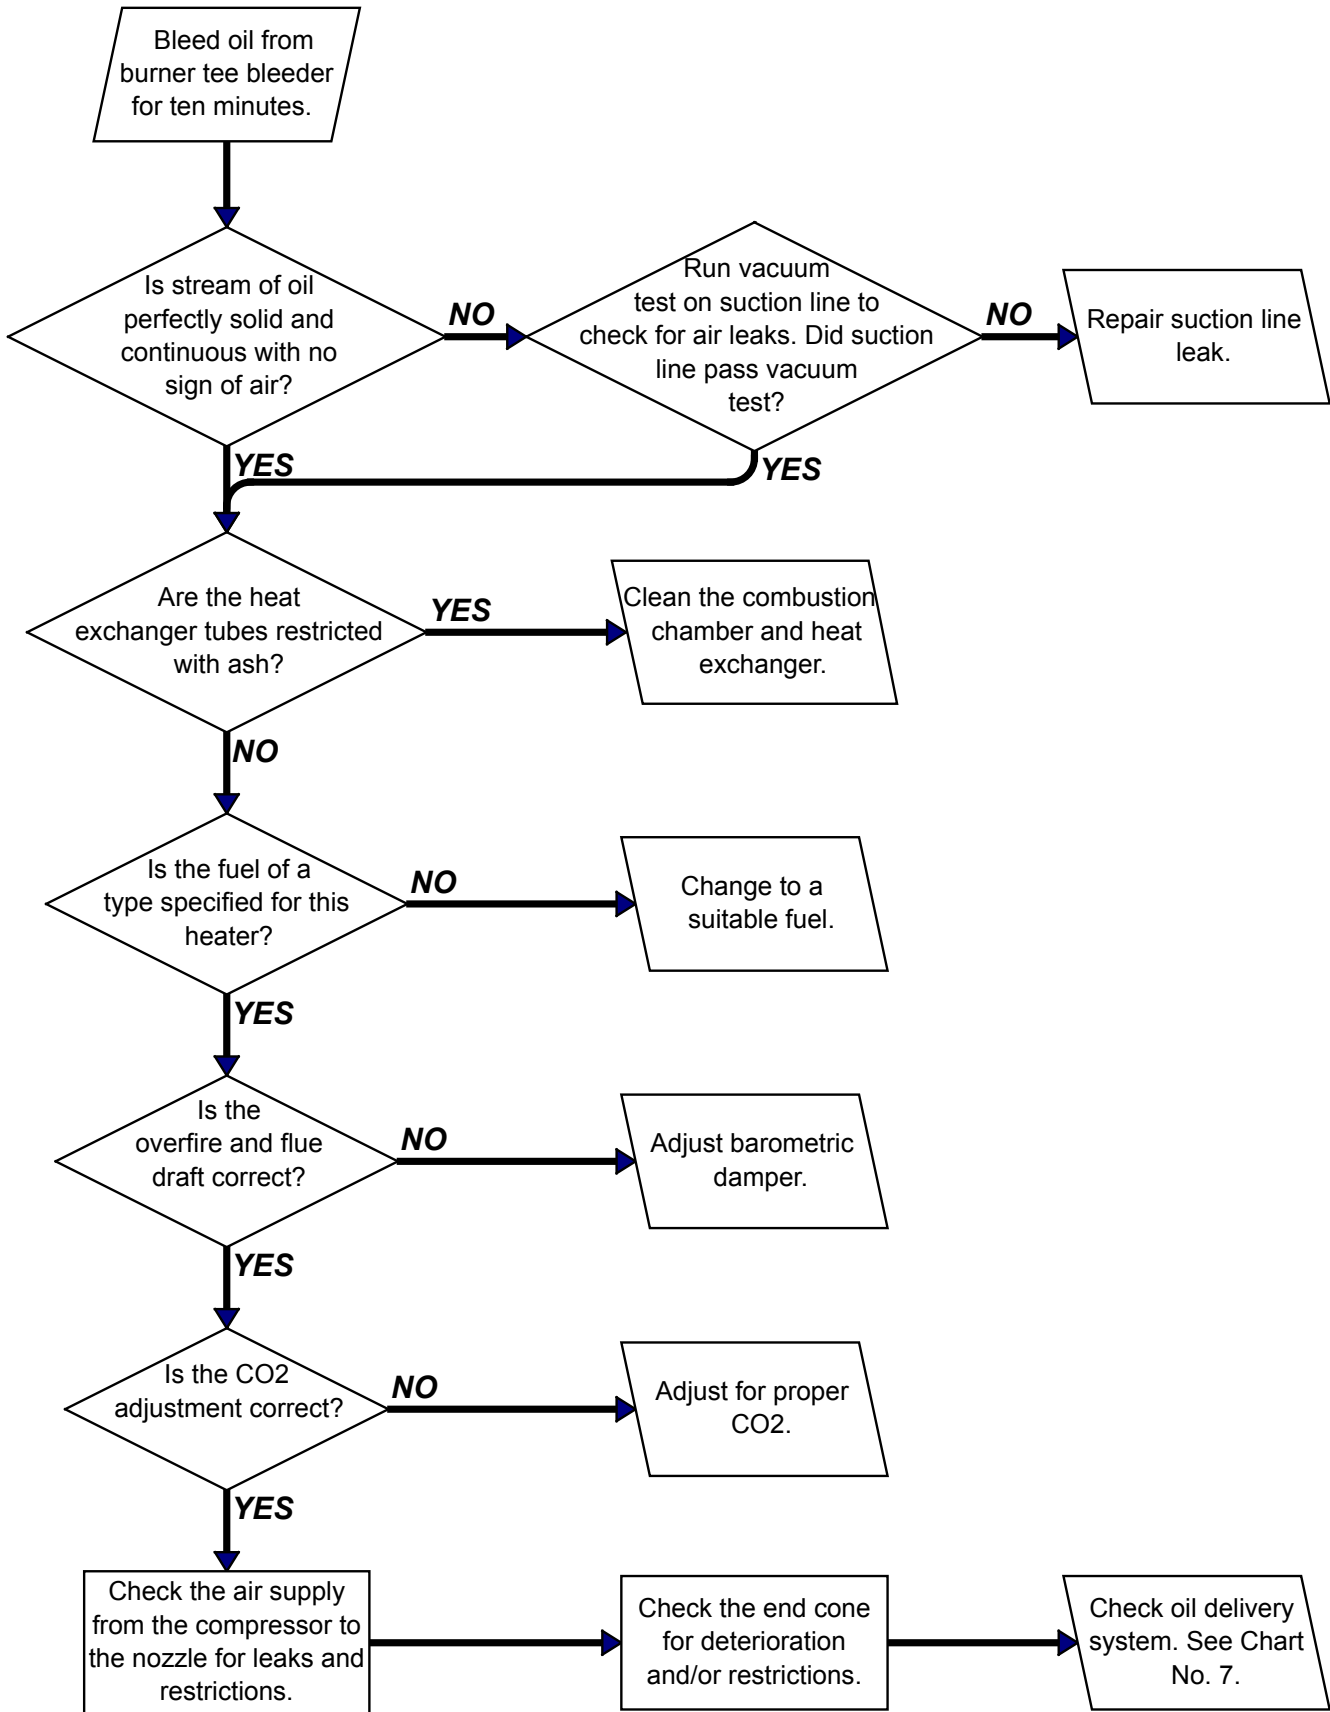 Bleed oil from
burner tee bleeder
for ten minutes.
Is stream of oil
perfectly solid and
continuous with no
sign of air?
NO
Run vacuum
test on suction line to
check for air leaks. Did suction
line pass vacuum
test?
NO
Repair suction line
leak.
YES
YES
Are the heat
exchanger tubes restricted
with ash?
YES
Clean the combustion
chamber and heat
exchanger.
NO
Is the fuel of a
type specified for this
heater?
NO
Change to a
suitable fuel.
YES
Is the
overfire and flue
draft correct?
NO
Adjust barometric
damper.
YES
Is the CO2
adjustment correct?
NO
Adjust for proper
CO2.
YES
Check the air supply
from the compressor to
the nozzle for leaks and
restrictions.
Check the end cone
for deterioration
and/or restrictions.
Check oil delivery
system. See Chart
No. 7.